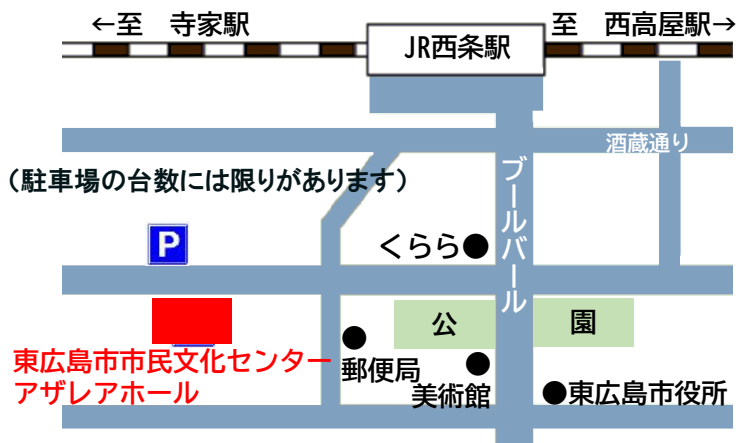 ←至　寺家駅
JR西条駅
至　西高屋駅→
酒蔵通り
（駐車場の台数には限りがあります）
ブールバール
P
くらら●
公
園
東広島市市民文化センター
アザレアホール
郵便局
美術館
●東広島市役所